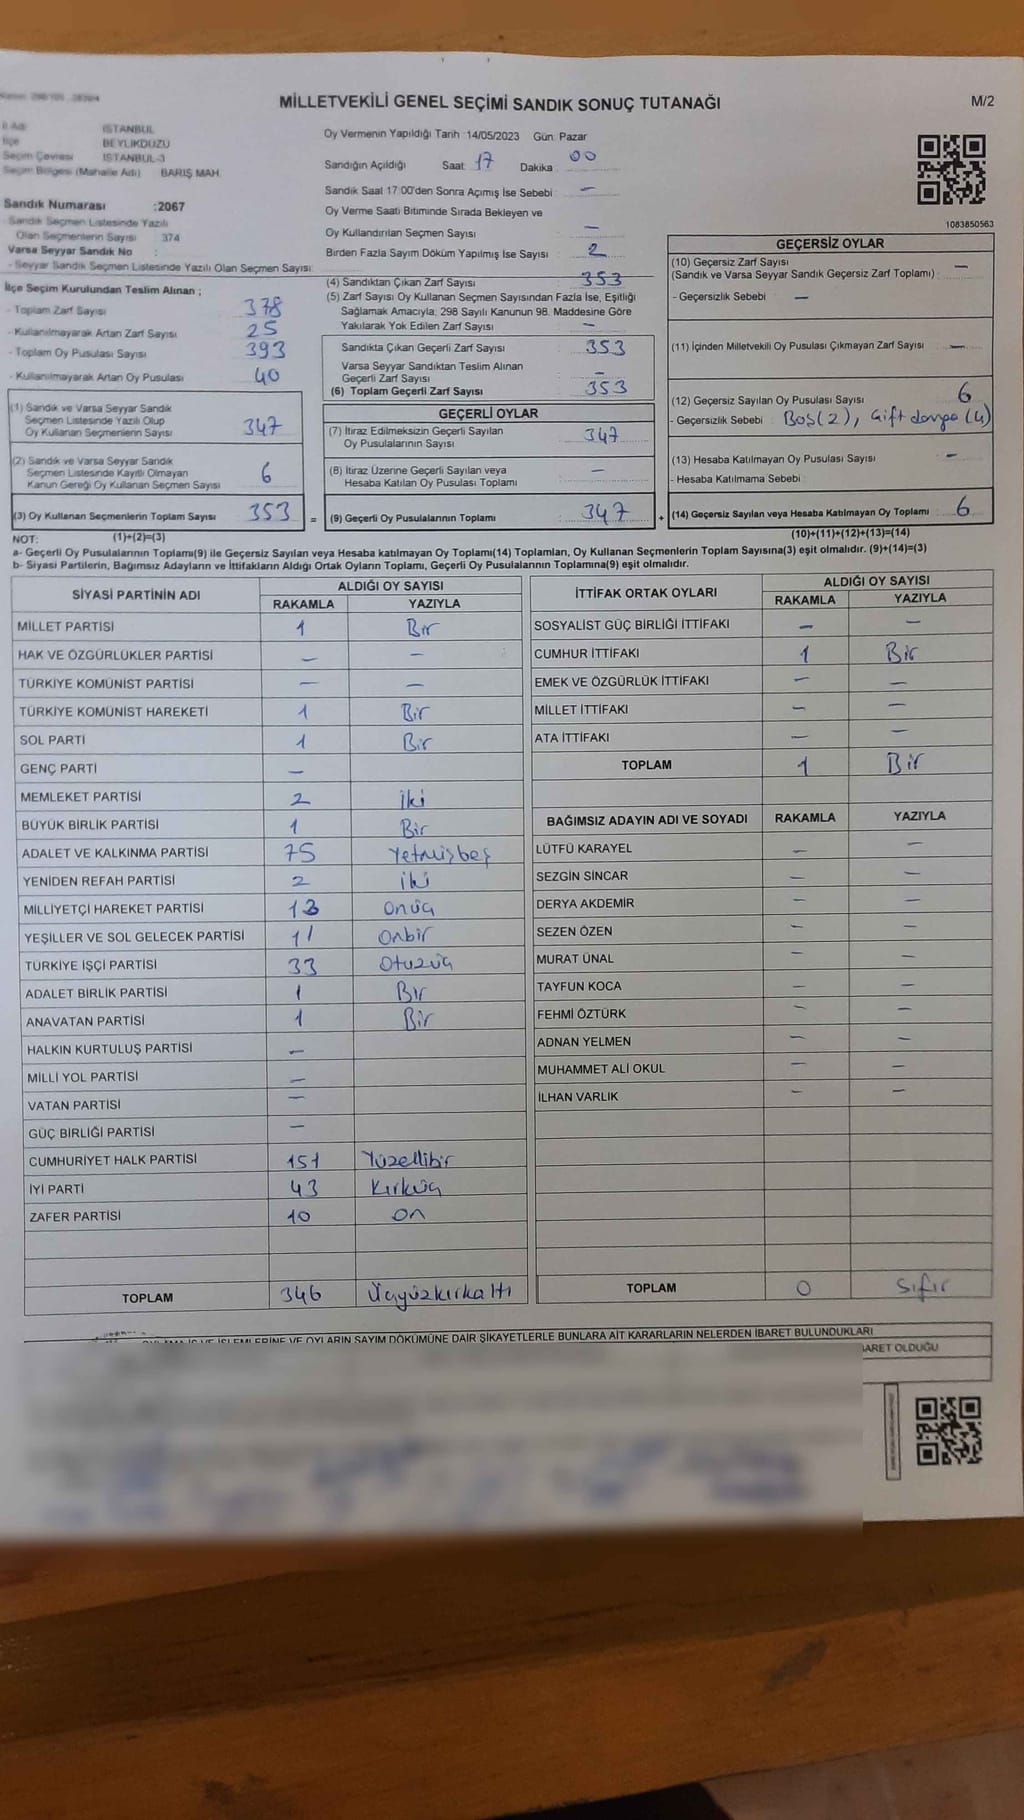 MİLLETVEKİLİ GENEL SEÇİMİ SANDIK SONUÇ TUTANAĞI
M/2
İl Adı İSTANBUL
İlçe BEYLİKDÜZÜ
Seçim Çevresi İSTANBUL-3
Seçim Bölgesi (Mahalle Adı) BARIŞ MAH.
Sandık Numarası :2067
- Sandık Seçmen Listesinde Yazılı
Olan Seçmenlerin Sayısı : 374
Varsa Seyyar Sandık No :
- Seyyar Sandık Seçmen Listesinde Yazılı Olan Seçmen Sayısı:
İlçe Seçim Kurulundan Teslim Alınan ;
- Toplam Zarf Sayısı 378
- Kullanılmayarak Artan Zarf Sayısı 25
- Toplam Oy Pusulası Sayısı 393
- Kullanılmayarak Artan Oy Pusulası 40
(1) Sandık ve Varsa Seyyar Sandık
Seçmen Listesinde Yazılı Olup
Oy Kullanan Seçmenlerin Sayısı 347
(2) Sandık ve Varsa Seyyar Sandık
Seçmen Listesinde Kayıtlı Olmayan
Kanun Gereği Oy Kullanan Seçmen Sayısı 6
(3) Oy Kullanan Seçmenlerin Toplam Sayısı 353 =
Oy Vermenin Yapıldığı Tarih :14/05/2023 Gün: Pazar
Sandığın Açıldığı Saat: 17 Dakika : 00
Sandık Saat 17:00'den Sonra Açımış İse Sebebi : -
Oy Verme Saati Bitiminde Sırada Bekleyen ve
Oy Kullandırılan Seçmen Sayısı : -
Birden Fazla Sayım Döküm Yapılmış İse Sayısı : 2
(4) Sandıktan Çıkan Zarf Sayısı : 353
(5) Zarf Sayısı Oy Kullanan Seçmen Sayısından Fazla İse, Eşitliği
Sağlamak Amacıyla, 298 Sayılı Kanunun 98. Maddesine Göre
Yakılarak Yok Edilen Zarf Sayısı : -
Sandıkta Çıkan Geçerli Zarf Sayısı : 353
Varsa Seyyar Sandıktan Teslim Alınan
Geçerli Zarf Sayısı : -
(6) Toplam Geçerli Zarf Sayısı : 353
GEÇERLİ OYLAR
(7) İtiraz Edilmeksizin Geçerli Sayılan
Oy Pusulalarının Sayısı : 347
(8) İtiraz Üzerine Geçerli Sayılan veya
Hesaba Katılan Oy Pusulası Toplamı : -
(9) Geçerli Oy Pusulalarının Toplamı : 347 +
1083850563
GEÇERSİZ OYLAR
(10) Geçersiz Zarf Sayısı
(Sandık ve Varsa Seyyar Sandık Geçersiz Zarf Toplamı) : -
- Geçersizlik Sebebi : -
(11) İçinden Milletvekili Oy Pusulası Çıkmayan Zarf Sayısı : -
(12) Geçersiz Sayılan Oy Pusulası Sayısı : 6
- Geçersizlik Sebebi : Boş(2), Çift damga (4)
(13) Hesaba Katılmayan Oy Pusulası Sayısı : -
- Hesaba Katılmama Sebebi :
(14) Geçersiz Sayılan veya Hesaba Katılmayan Oy Toplamı : 6
NOT: (1)+(2)=(3) (10)+(11)+(12)+(13)=(14)
a- Geçerli Oy Pusulalarının Toplamı(9) ile Geçersiz Sayılan veya Hesaba katılmayan Oy Toplamı(14) Toplamları, Oy Kullanan Seçmenlerin Toplam Sayısına(3) eşit olmalıdır. (9)+(14)=(3)
b- Siyasi Partilerin, Bağımsız Adayların ve İttifakların Aldığı Ortak Oyların Toplamı, Geçerli Oy Pusulalarının Toplamına(9) eşit olmalıdır.
SİYASİ PARTİNİN ADI ALDIĞI OY SAYISI
RAKAMLA YAZIYLA
MİLLET PARTİSİ 1 Bir
HAK VE ÖZGÜRLÜKLER PARTİSİ - -
TÜRKİYE KOMÜNİST PARTİSİ - -
TÜRKİYE KOMÜNİST HAREKETİ 1 Bir
SOL PARTİ 1 Bir
GENÇ PARTİ -
MEMLEKET PARTİSİ 2 İki
BÜYÜK BİRLİK PARTİSİ 1 Bir
ADALET VE KALKINMA PARTİSİ 75 Yetmişbeş
YENİDEN REFAH PARTİSİ 2 iki
MİLLİYETÇİ HAREKET PARTİSİ 13 Onüç
YEŞİLLER VE SOL GELECEK PARTİSİ 11 Onbir
TÜRKİYE İŞÇİ PARTİSİ 33 Otuzüç
ADALET BİRLİK PARTİSİ 1 Bir
ANAVATAN PARTİSİ 1 Bir
HALKIN KURTULUŞ PARTİSİ -
MİLLİ YOL PARTİSİ -
VATAN PARTİSİ -
GÜÇ BİRLİĞİ PARTİSİ -
CUMHURİYET HALK PARTİSİ 151 Yüzellibir
İYİ PARTİ 43 Kırküç
ZAFER PARTİSİ 10 On
TOPLAM 346 Üçyüzkırkaltı
İTTİFAK ORTAK OYLARI ALDIĞI OY SAYISI
RAKAMLA YAZIYLA
SOSYALİST GÜÇ BİRLİĞİ İTTİFAKI - -
CUMHUR İTTİFAKI 1 Bir
EMEK VE ÖZGÜRLÜK İTTİFAKI - -
MİLLET İTTİFAKI - -
ATA İTTİFAKI - -
TOPLAM 1 Bir
BAĞIMSIZ ADAYIN ADI VE SOYADI RAKAMLA YAZIYLA
LÜTFÜ KARAYEL - -
SEZGİN SİNCAR - -
DERYA AKDEMİR - -
SEZEN ÖZEN - -
MURAT ÜNAL - -
TAYFUN KOCA - -
FEHMİ ÖZTÜRK - -
ADNAN YELMEN - -
MUHAMMET ALİ OKUL - -
İLHAN VARLIK - -
TOPLAM 0 Sıfır
OYLAMA İŞ VE İŞLEMLERİNE VE OYLARIN SAYIM DÖKÜMÜNE DAİR ŞİKAYETLERLE BUNLARA AİT KARARLARIN NELERDEN İBARET BULUNDUKLARI
BARET OLDUĞU